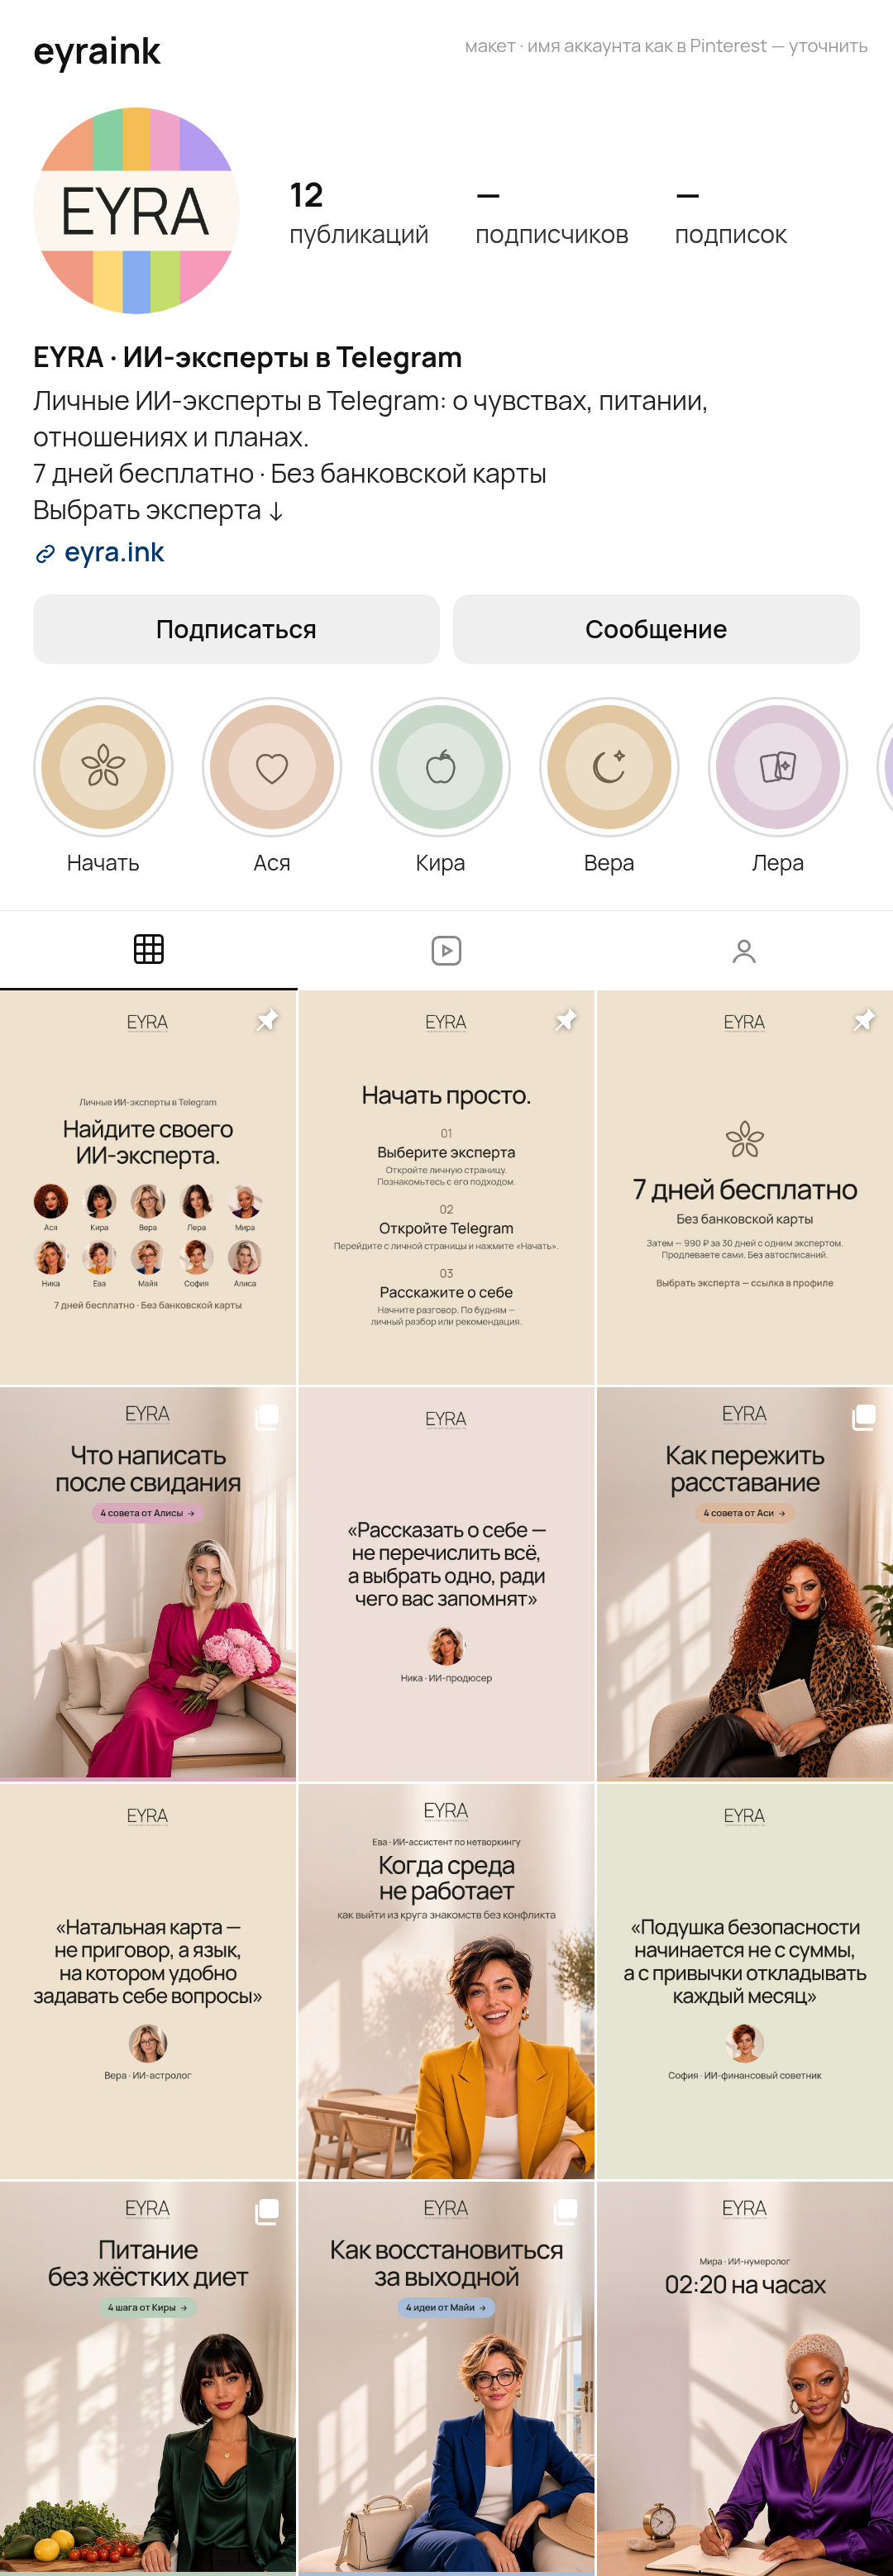 eyraink
макет · имя аккаунта как в Pinterest — уточнить
EYRA
12
—
—
публикаций
подписчиков
подписок
EYRA · ИИ-эксперты в Telegram
Личные ИИ-эксперты в Telegram: о чувствах, питании,
отношениях и планах.
7 дней бесплатно · Без банковской карты
Выбрать эксперта ↓
eyra.ink
Подписаться
Сообщение
Начать
Ася
Кира
Вера
Лера
EYRA
Личные ИИ-эксперты в Telegram
Найдите своего
ИИ-эксперта.
Ася
Кира
Вера
Лера
Мира
Ника
Ева
Майя
София
Алиса
7 дней бесплатно · Без банковской карты
EYRA
Начать просто.
01
Выберите эксперта
Откройте личную страницу.
Познакомьтесь с его подходом.
02
Откройте Telegram
Перейдите с личной страницы и нажмите «Начать».
03
Расскажите о себе
Начните разговор. По будням —
личный разбор или рекомендация.
EYRA
7 дней бесплатно
Без банковской карты
Затем — 990 ₽ за 30 дней с одним экспертом.
Продлеваете сами. Без автосписаний.
Выбрать эксперта — ссылка в профиле
EYRA
Что написать
после свидания
4 совета от Алисы →
EYRA
«Рассказать о себе —
не перечислить всё,
а выбрать одно, ради
чего вас запомнят»
Ника · ИИ-продюсер
EYRA
Как пережить
расставание
4 совета от Аси →
EYRA
«Натальная карта —
не приговор, а язык,
на котором удобно
задавать себе вопросы»
Вера · ИИ-астролог
EYRA
Ева · ИИ-ассистент по нетворкингу
Когда среда
не работает
как выйти из круга знакомств без конфликта
EYRA
«Подушка безопасности
начинается не с суммы,
а с привычки откладывать
каждый месяц»
София · ИИ-финансовый советник
EYRA
Питание
без жёстких диет
4 шага от Киры →
EYRA
Как восстановиться
за выходной
4 идеи от Майи →
EYRA
Мира · ИИ-нумеролог
02:20 на часах